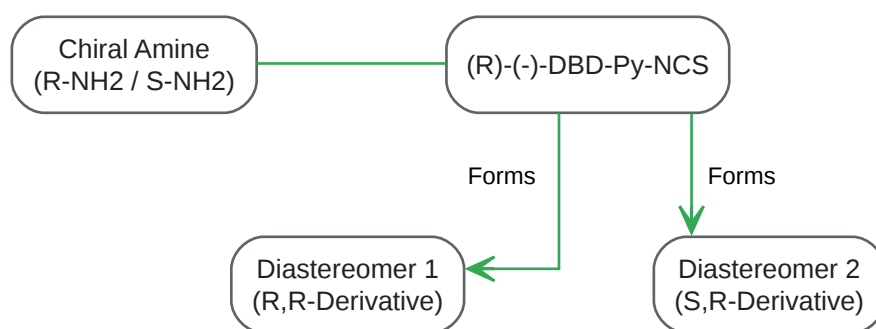 Chiral Amine
(R-NH2 / S-NH2)
(R)-(-)-DBD-Py-NCS
Forms
Forms
Diastereomer 1
(R,R-Derivative)
Diastereomer 2
(S,R-Derivative)